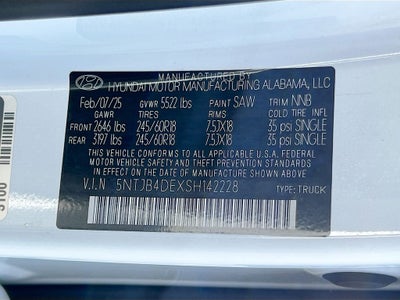 MANUFACTURED BY
HYUNDAI MOTOR MANUFACTURING ALABAMA, LLC
Feb/07/25 GVWR 5522 lbs PAINT SAW TRIM NNB
GAWR TIRE RIMS COLD TIRE INFL
FRONT 2646 lbs 245/60R18 7.5JX18 35 psi SINGLE
REAR 3197 lbs 245/60R18 7.5JX18 35 psi SINGLE
THIS VEHICLE CONFORMS TO ALL APPLICABLE U.S.A. FEDERAL
MOTOR VEHICLE SAFETY AND THEFT PREVENTION STANDARDS
IN EFFECT ON THE DATE OF MANUFACTURE SHOWN ABOVE.
V.I.N 5NTJB4DEXSH142228 TYPE:TRUCK